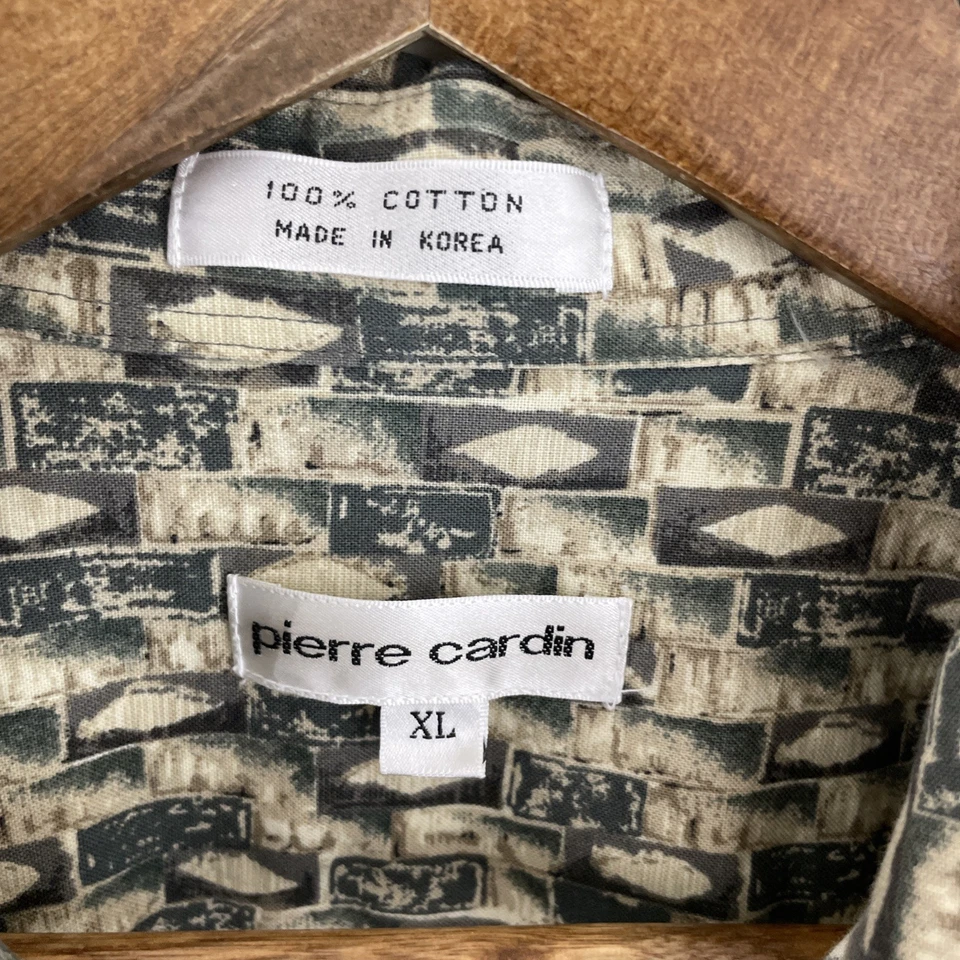 100% COTTON
MADE IN KOREA
pierre cardin
XL